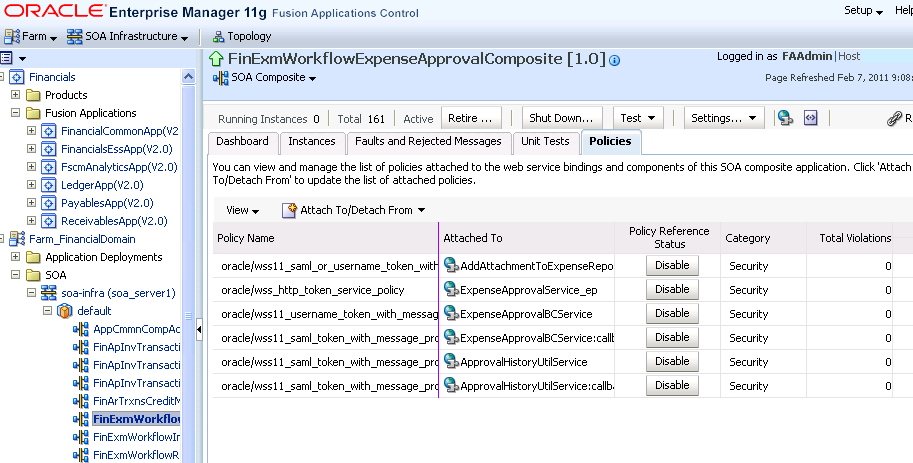 ORACLE Enterprise Manager 11g Fusion Applications Control
Setup Help
Farm SOA Infrastructure Topology
Financials
Products
Fusion Applications
FinancialCommonApp(V2
FinancialsEssApp(V2.0)
FscmAnalyticsApp(V2.0)
LedgerApp(V2.0)
PayablesApp(V2.0)
ReceivablesApp(V2.0)
Farm_FinancialDomain
Application Deployments
SOA
soa-infra (soa_server1)
default
AppCmmnCompAc
FinApInvTransacti
FinApInvTransacti
FinApInvTransacti
FinArTrxnsCreditM
FinExmWorkflow
FinExmWorkflowIn
FinExmWorkflowR
FinExmWorkflowExpenseApprovalComposite [1.0]
Logged in as FAAdmin|Host
SOA Composite
Page Refreshed Feb 7, 2011 9:08:
Running Instances 0 Total 161 Active Retire ... Shut Down... Test Settings... R
Dashboard Instances Faults and Rejected Messages Unit Tests Policies
You can view and manage the list of policies attached to the web service bindings and components of this SOA composite application. Click 'Attach
To/Detach From' to update the list of attached policies.
View Attach To/Detach From
Policy Name Attached To Policy Reference Status Category Total Violations
oracle/wss11_saml_or_username_token_with AddAttachmentToExpenseRepo Disable Security 0
oracle/wss_http_token_service_policy ExpenseApprovalService_ep Disable Security 0
oracle/wss11_username_token_with_messag ExpenseApprovalBCService Disable Security 0
oracle/wss11_saml_token_with_message_pro ExpenseApprovalBCService:callb Disable Security 0
oracle/wss11_saml_token_with_message_pro ApprovalHistoryUtilService Disable Security 0
oracle/wss11_saml_token_with_message_pro ApprovalHistoryUtilService:callb Disable Security 0